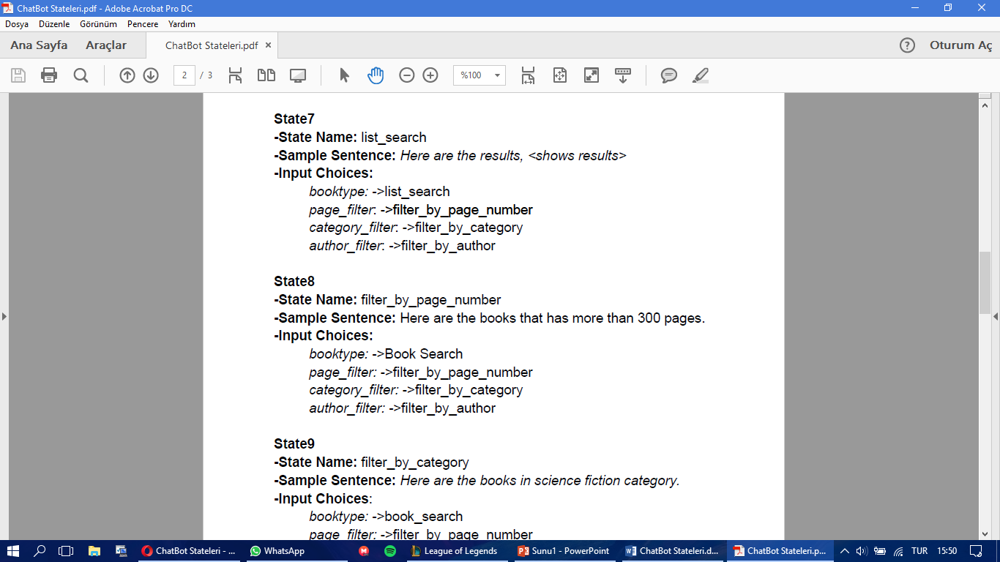 ChatBot Stateleri.pdf - Adobe Acrobat Pro DC
Dosya Düzenle Görünüm Pencere Yardım
Ana Sayfa Araçlar ChatBot Stateleri.pdf × Oturum Aç
2 / 3 %100
State7
-State Name: list_search
-Sample Sentence: Here are the results, <shows results>
-Input Choices:
booktype: ->list_search
page_filter: ->filter_by_page_number
category_filter: ->filter_by_category
author_filter: ->filter_by_author
State8
-State Name: filter_by_page_number
-Sample Sentence: Here are the books that has more than 300 pages.
-Input Choices:
booktype: ->Book Search
page_filter: ->filter_by_page_number
category_filter: ->filter_by_category
author_filter: ->filter_by_author
State9
-State Name: filter_by_category
-Sample Sentence: Here are the books in science fiction category.
-Input Choices:
booktype: ->book_search
page_filter: ->filter_by_page_number
ChatBot Stateleri - ... WhatsApp League of Legends Sunu1 - PowerPoint ChatBot Stateleri.d... ChatBot Stateleri.p... TUR 15:50